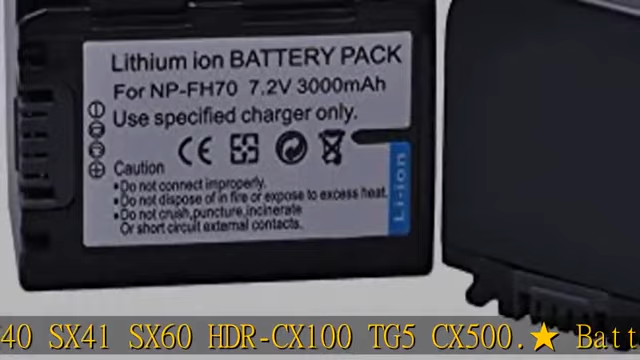 Lithium ion BATTERY PACK
For NP-FH70 7.2V 3000mAh
Use specified charger only.
CE
Caution
•Do not connect improperly.
•Do not dispose of in fire or expose to excess heat.
•Do not crush,puncture,incinerate
Or short circuit external contacts.
Li-ion
40 SX41 SX60 HDR-CX100 TG5 CX500.★ Batt